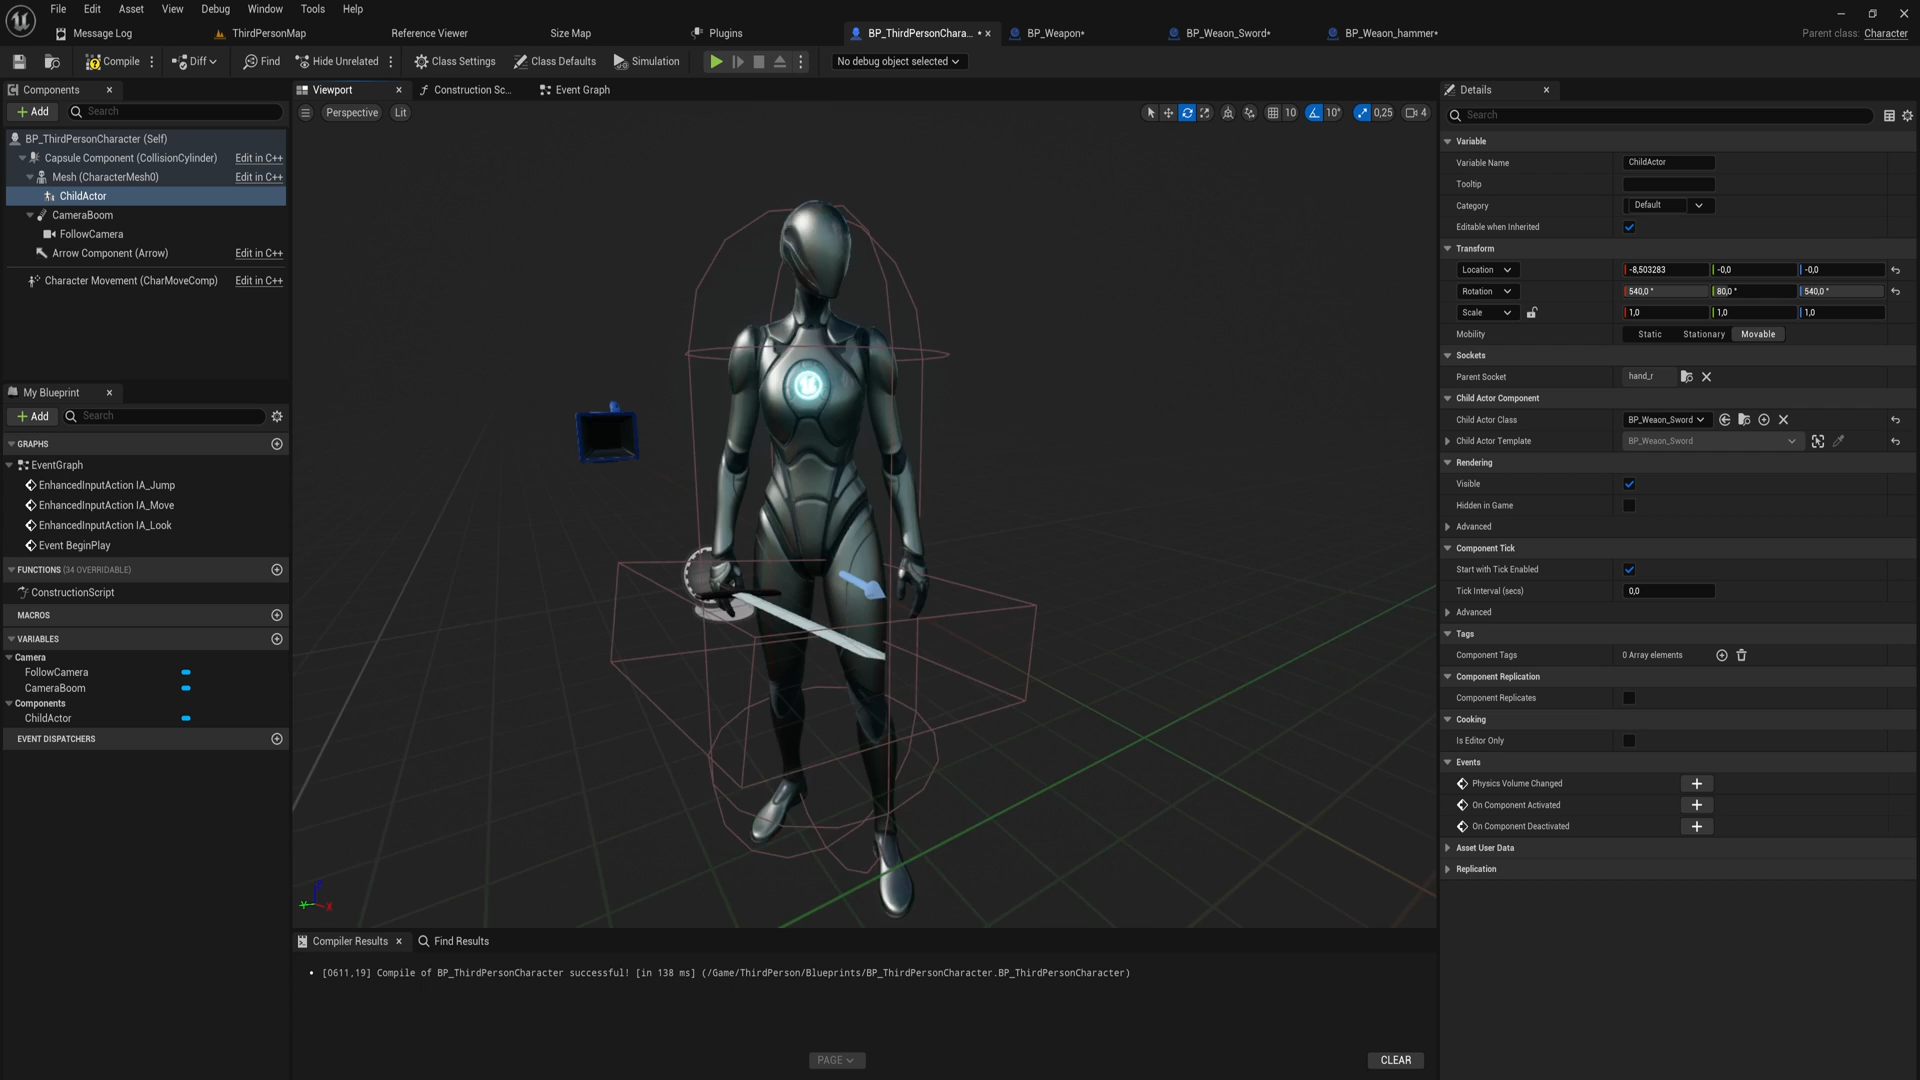 File Edit Asset View Debug Window Tools Help
Message Log ThirdPersonMap Reference Viewer Size Map Plugins BP_ThirdPersonChara... • BP_Weapon* BP_Weaon_Sword* BP_Weaon_hammer* Parent class: Character
Compile Diff Find Hide Unrelated Class Settings Class Defaults Simulation No debug object selected
Components
Add Search
BP_ThirdPersonCharacter (Self)
Capsule Component (CollisionCylinder) Edit in C++
Mesh (CharacterMesh0) Edit in C++
ChildActor
CameraBoom
FollowCamera
Arrow Component (Arrow) Edit in C++
Character Movement (CharMoveComp) Edit in C++
My Blueprint
Add Search
GRAPHS
EventGraph
EnhancedInputAction IA_Jump
EnhancedInputAction IA_Move
EnhancedInputAction IA_Look
Event BeginPlay
FUNCTIONS (34 OVERRIDABLE)
ConstructionScript
MACROS
VARIABLES
Camera
FollowCamera
CameraBoom
Components
ChildActor
EVENT DISPATCHERS
Viewport Construction Sc... Event Graph
Perspective Lit 10 10° 0,25 4
Z
Y X
Compiler Results Find Results
• [0611,19] Compile of BP_ThirdPersonCharacter successful! [in 138 ms] (/Game/ThirdPerson/Blueprints/BP_ThirdPersonCharacter.BP_ThirdPersonCharacter)
PAGE CLEAR
Details
Search
Variable
Variable Name ChildActor
Tooltip
Category Default
Editable when Inherited
Transform
Location -8,503283 -0,0 -0,0
Rotation 540,0 ° 80,0 ° 540,0 °
Scale 1,0 1,0 1,0
Mobility Static Stationary Movable
Sockets
Parent Socket hand_r
Child Actor Component
Child Actor Class BP_Weaon_Sword
Child Actor Template BP_Weaon_Sword
Rendering
Visible
Hidden in Game
Advanced
Component Tick
Start with Tick Enabled
Tick Interval (secs) 0,0
Advanced
Tags
Component Tags 0 Array elements
Component Replication
Component Replicates
Cooking
Is Editor Only
Events
Physics Volume Changed
On Component Activated
On Component Deactivated
Asset User Data
Replication